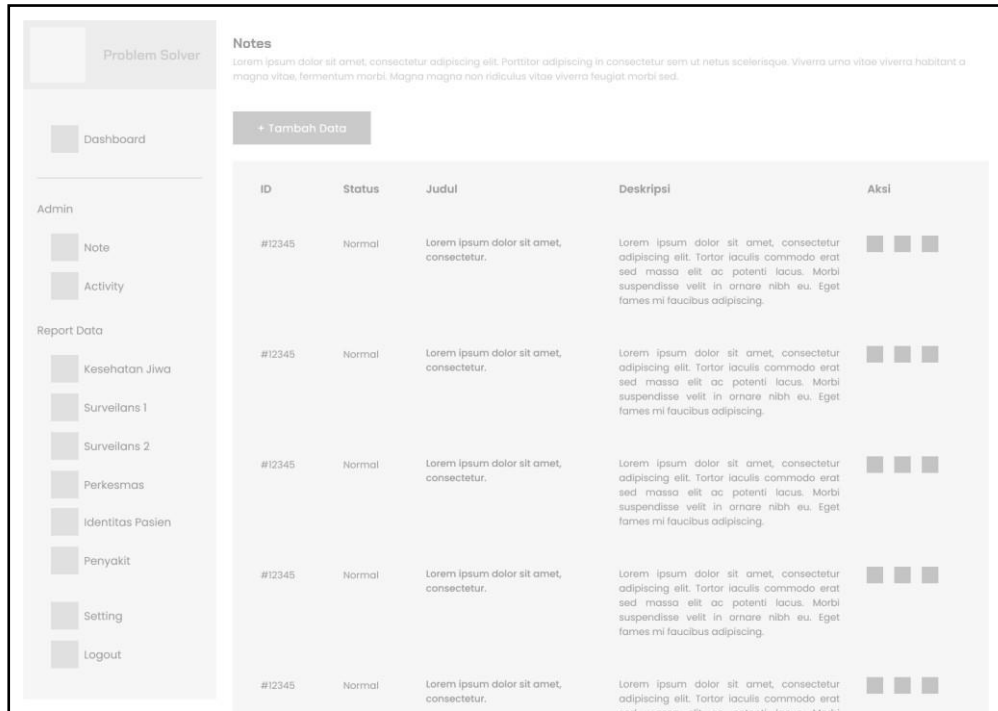 Problem Solver
Dashboard
Admin
Note
Activity
Report Data
Kesehatan Jiwa
Surveilans 1
Surveilans 2
Perkesmas
Identitas Pasien
Penyakit
Setting
Logout
Notes
Lorem ipsum dolor sit amet, consectetur adipiscing elit. Porttitor adipiscing in consectetur sem ut netus scelerisque. Viverra urna vitae viverra habitant a
magna vitae, fermentum morbi. Magna magna non ridiculus vitae viverra feugiat morbi sed.
+ Tambah Data
ID Status Judul Deskripsi Aksi
#12345 Normal Lorem ipsum dolor sit amet, Lorem ipsum dolor sit amet, consectetur
consectetur. adipiscing elit. Tortor iaculis commodo erat
sed massa elit ac potenti lacus. Morbi
suspendisse velit in ornare nibh eu. Eget
fames mi faucibus adipiscing.
#12345 Normal Lorem ipsum dolor sit amet, Lorem ipsum dolor sit amet, consectetur
consectetur. adipiscing elit. Tortor iaculis commodo erat
sed massa elit ac potenti lacus. Morbi
suspendisse velit in ornare nibh eu. Eget
fames mi faucibus adipiscing.
#12345 Normal Lorem ipsum dolor sit amet, Lorem ipsum dolor sit amet, consectetur
consectetur. adipiscing elit. Tortor iaculis commodo erat
sed massa elit ac potenti lacus. Morbi
suspendisse velit in ornare nibh eu. Eget
fames mi faucibus adipiscing.
#12345 Normal Lorem ipsum dolor sit amet, Lorem ipsum dolor sit amet, consectetur
consectetur. adipiscing elit. Tortor iaculis commodo erat
sed massa elit ac potenti lacus. Morbi
suspendisse velit in ornare nibh eu. Eget
fames mi faucibus adipiscing.
#12345 Normal Lorem ipsum dolor sit amet, Lorem ipsum dolor sit amet, consectetur
consectetur. adipiscing elit. Tortor iaculis commodo erat